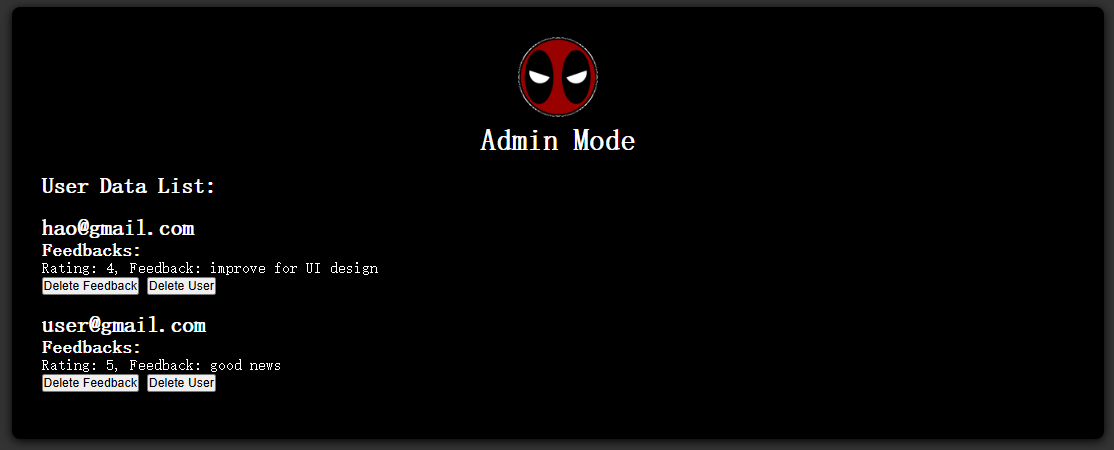 Admin Mode
User Data List:
hao@gmail.com
Feedbacks:
Rating: 4, Feedback: improve for UI design
Delete Feedback Delete User
user@gmail.com
Feedbacks:
Rating: 5, Feedback: good news
Delete Feedback Delete User